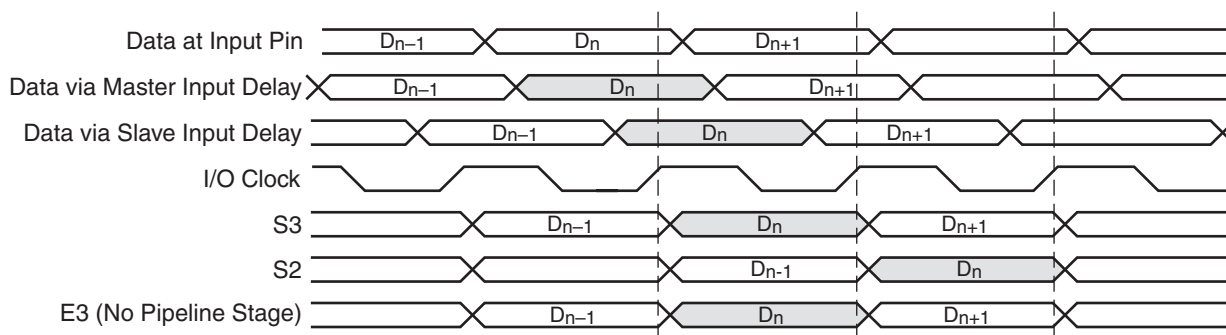 Data at Input Pin Dn–1 Dn Dn+1
Data via Master Input Delay Dn–1 Dn Dn+1
Data via Slave Input Delay Dn–1 Dn Dn+1
I/O Clock
S3 Dn–1 Dn Dn+1
S2 Dn-1 Dn
E3 (No Pipeline Stage) Dn–1 Dn Dn+1